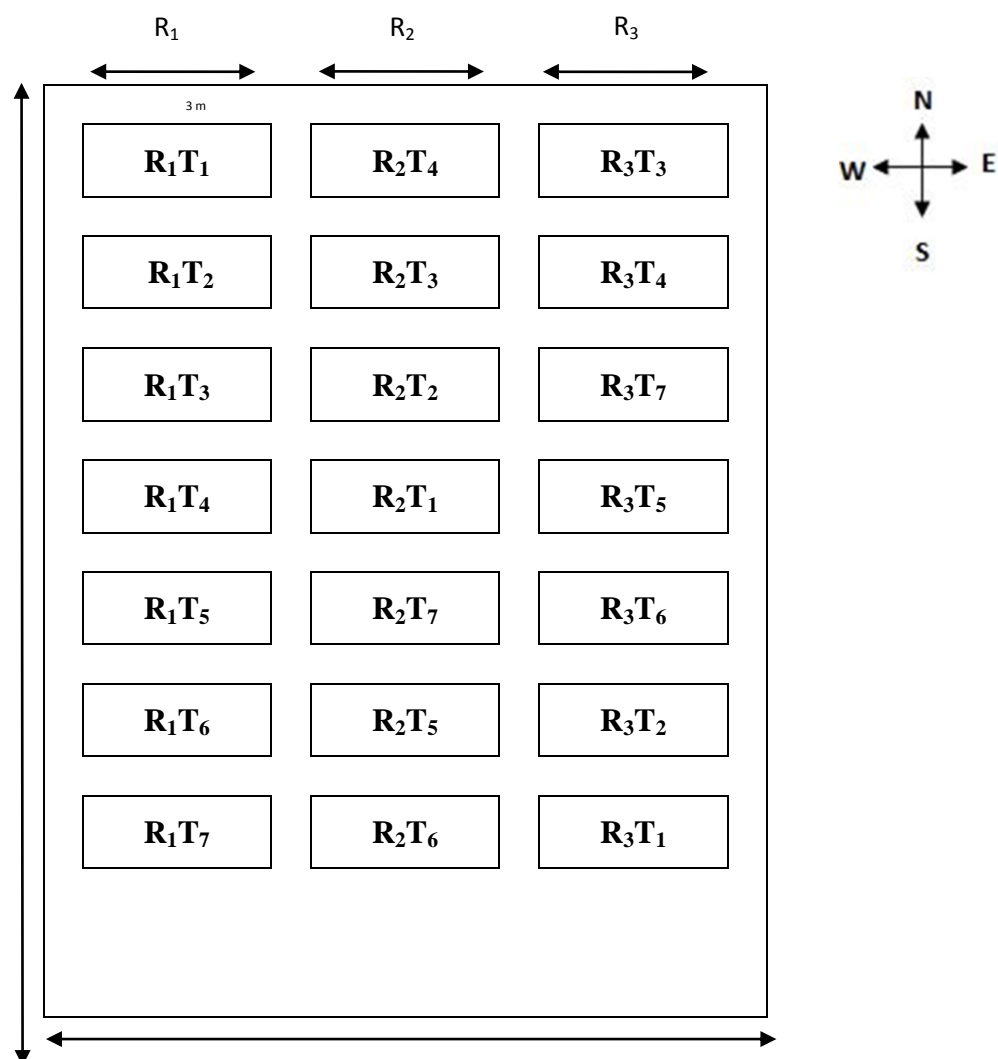 R₁ R₂ R₃
3 m
N
W E
S
R₁T₁ R₂T₄ R₃T₃
R₁T₂ R₂T₃ R₃T₄
R₁T₃ R₂T₂ R₃T₇
R₁T₄ R₂T₁ R₃T₅
R₁T₅ R₂T₇ R₃T₆
R₁T₆ R₂T₅ R₃T₂
R₁T₇ R₂T₆ R₃T₁